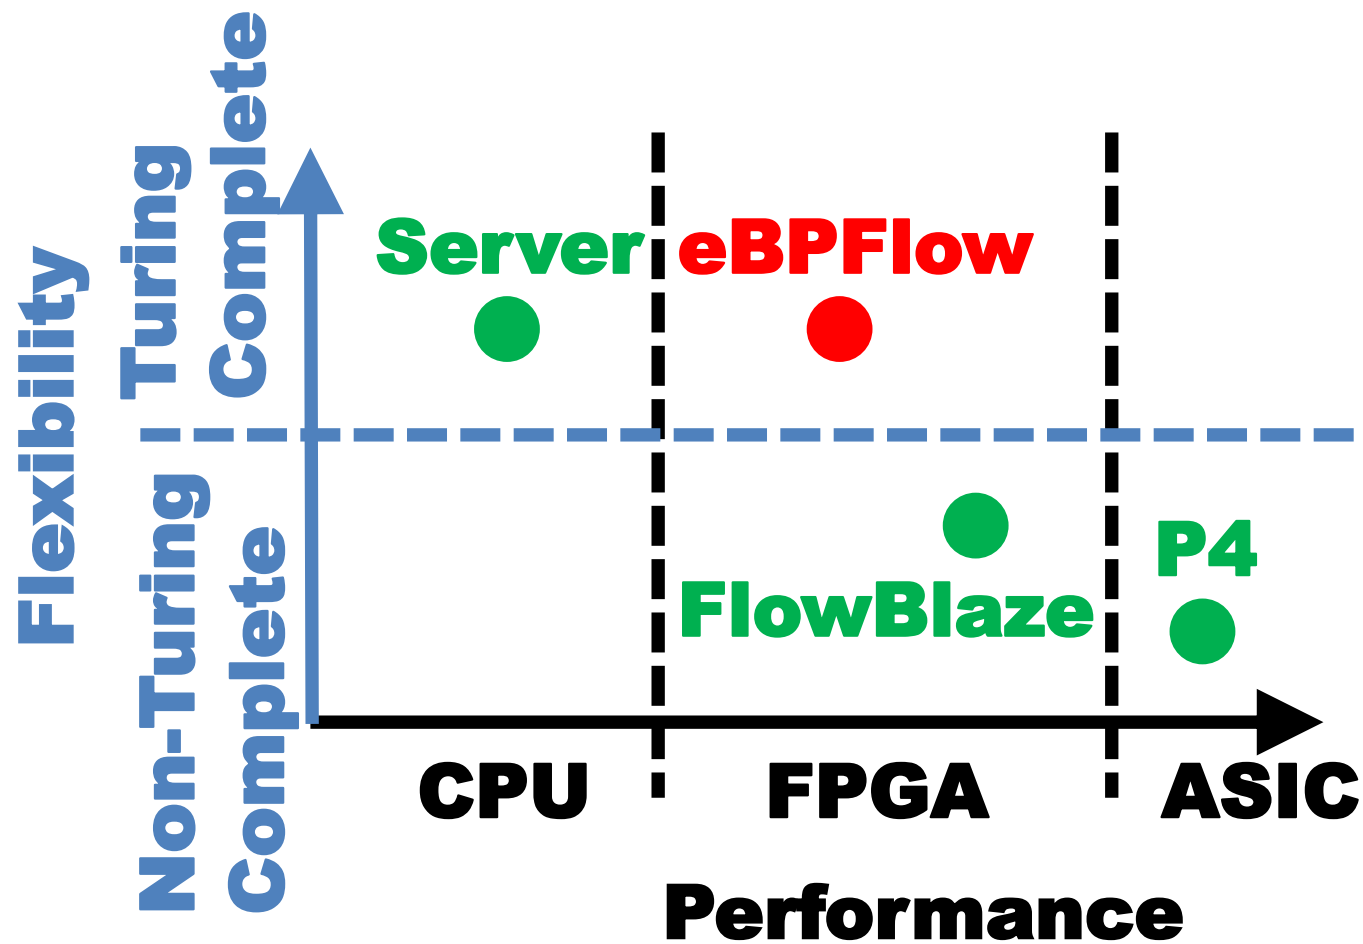 Flexibility
Turing
Complete
Non-Turing
Complete
Server
eBPFlow
FlowBlaze
P4
CPU
FPGA
ASIC
Performance